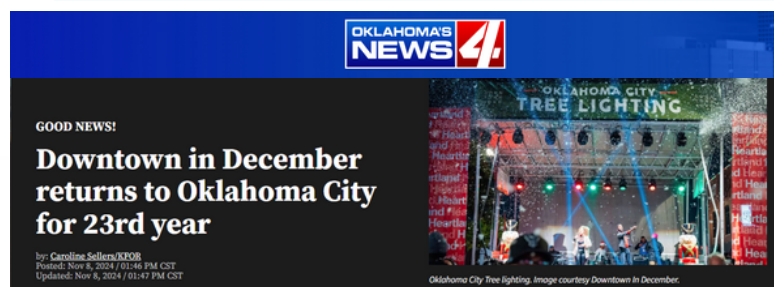 OKLAHOMA'S
NEWS 4
GOOD NEWS!
Downtown in December
returns to Oklahoma City
for 23rd year
by: Caroline Sellers/KFOR
Posted: Nov 8, 2024 / 01:46 PM CST
Updated: Nov 8, 2024 / 01:47 PM CST
OKLAHOMA CITY
TREE LIGHTING
Oklahoma City Tree lighting. Image courtesy Downtown In December.